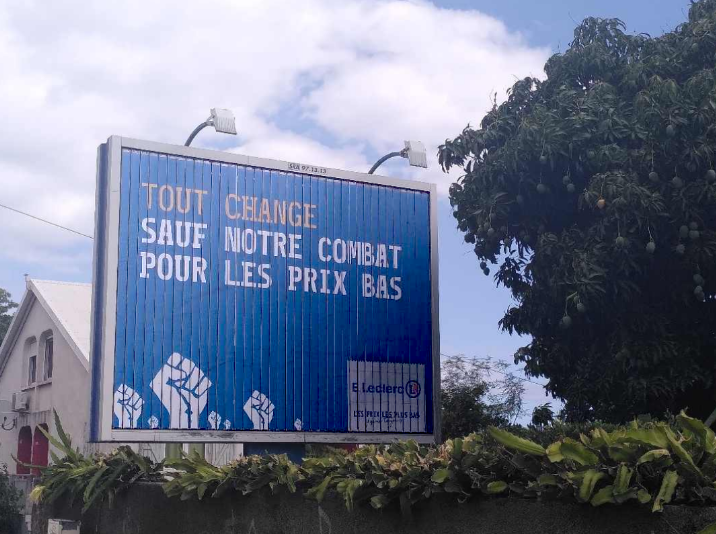 TOUT CHANGE
SAUF NOTRE COMBAT
POUR LES PRIX BAS
E.Leclerc L
LES PRIX LES PLUS BAS